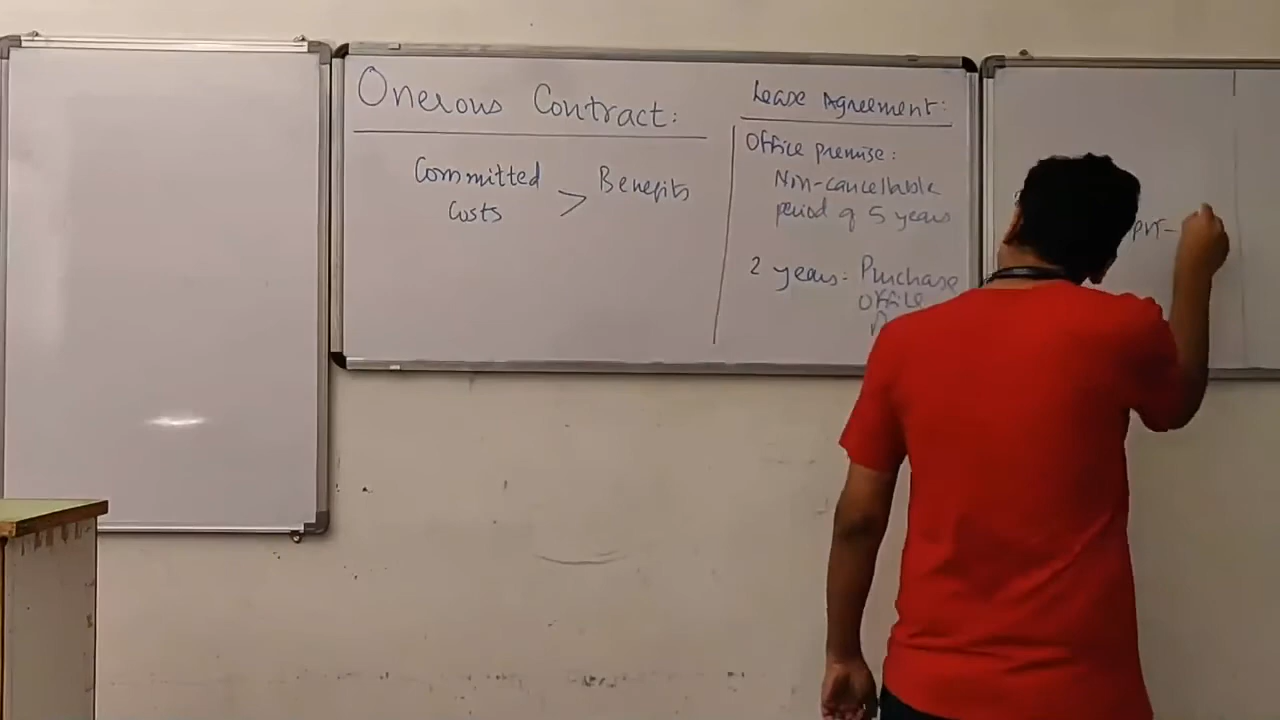 Onerous Contract:
Committed
Costs
>
Benefits
Lease Agreement:
Office premise:
Non-cancellable
period of 5 years
2 years: Purchase
Office